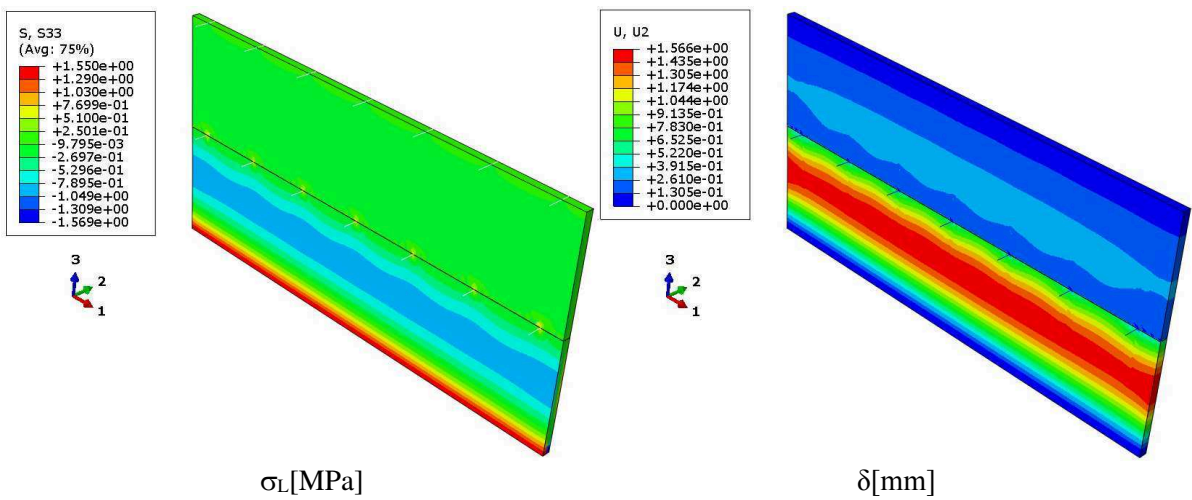 S, S33
(Avg: 75%)
+1.550e+00
+1.290e+00
+1.030e+00
+7.699e-01
+5.100e-01
+2.501e-01
-9.795e-03
-2.697e-01
-5.296e-01
-7.895e-01
-1.049e+00
-1.309e+00
-1.569e+00
3
2
1
U, U2
+1.566e+00
+1.435e+00
+1.305e+00
+1.174e+00
+1.044e+00
+9.135e-01
+7.830e-01
+6.525e-01
+5.220e-01
+3.915e-01
+2.610e-01
+1.305e-01
+0.000e+00
3
2
1
σL[MPa]
δ[mm]